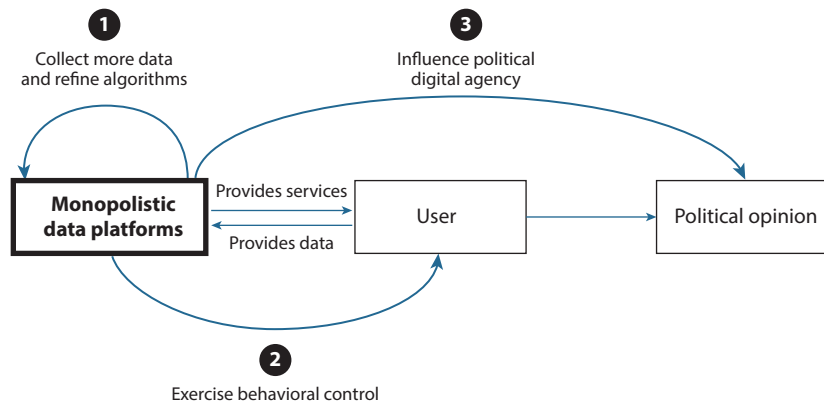 1
Collect more data
and refine algorithms
3
Influence political
digital agency
Monopolistic
data platforms
Provides services
Provides data
User
Political opinion
2
Exercise behavioral control